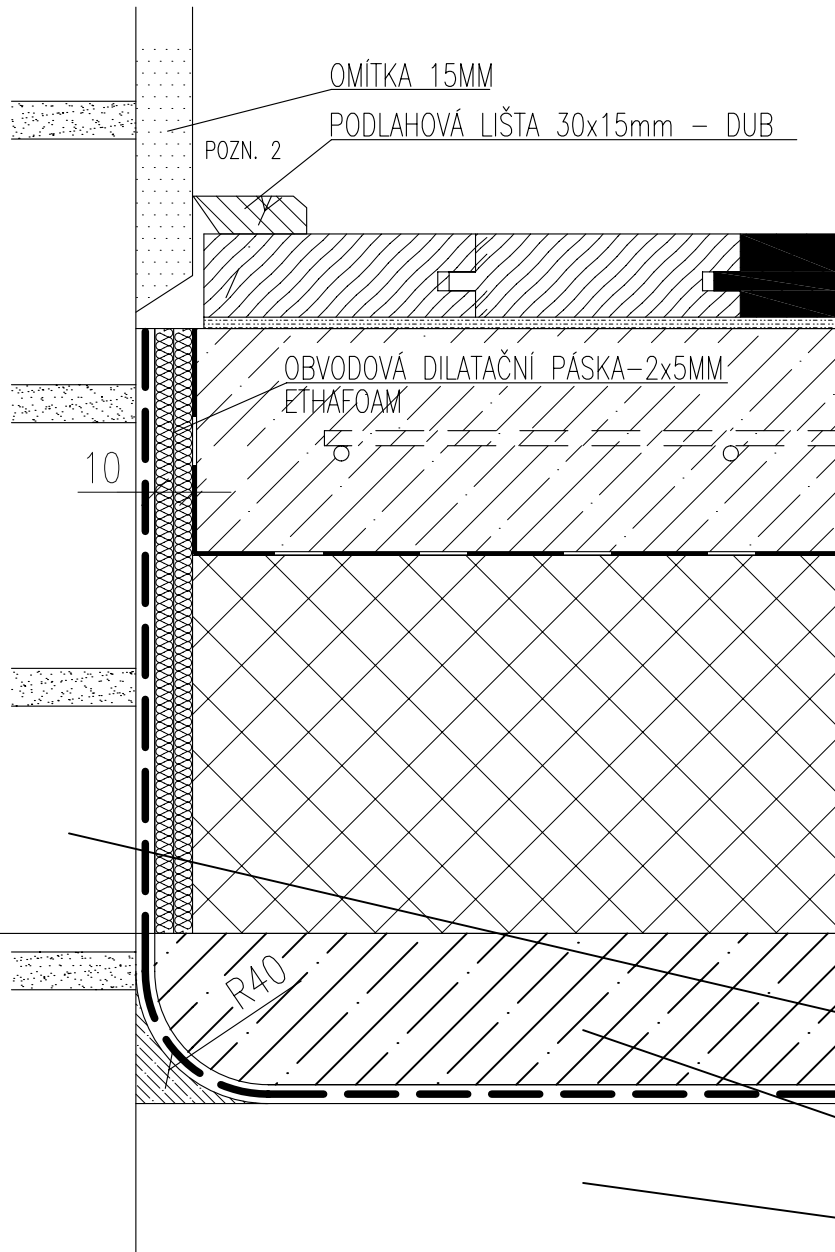 OMÍTKA 15MM
PODLAHOVÁ LIŠTA 30x15mm – DUB
POZN. 2
OBVODOVÁ DILATAČNÍ PÁSKA–2x5MM
ETHAFOAM
10
R40